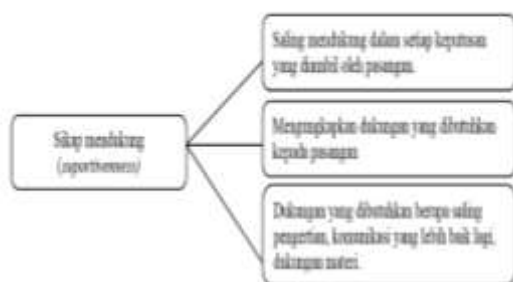 Saling mendukung dalam setiap keputusan
yang diambil oleh pasangan.
Sikap mendukung
(suportiveness)
Mengungkapkan dukungan yang dibutuhkan
kepada pasangan
Dukungan yang dibutuhkan berupa saling
pengertian, komunikasi yang lebih baik lagi,
dukungan materi.